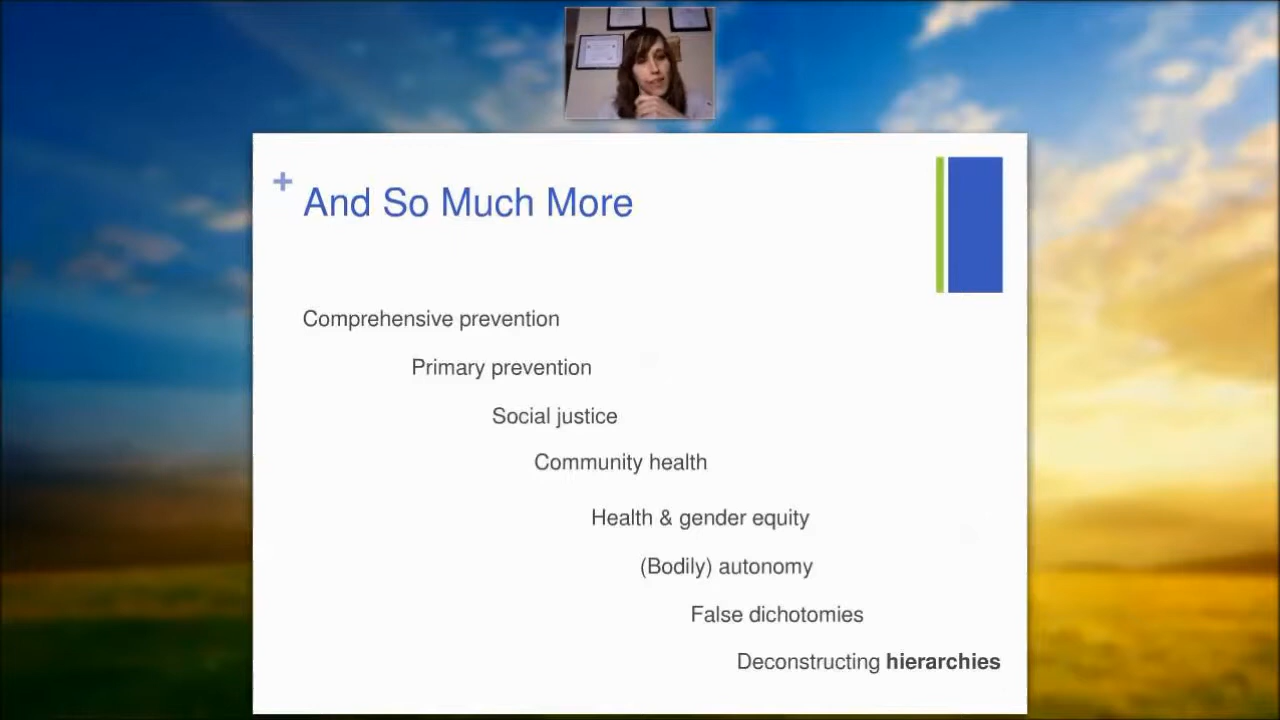 +
And So Much More
Comprehensive prevention
Primary prevention
Social justice
Community health
Health & gender equity
(Bodily) autonomy
False dichotomies
Deconstructing hierarchies